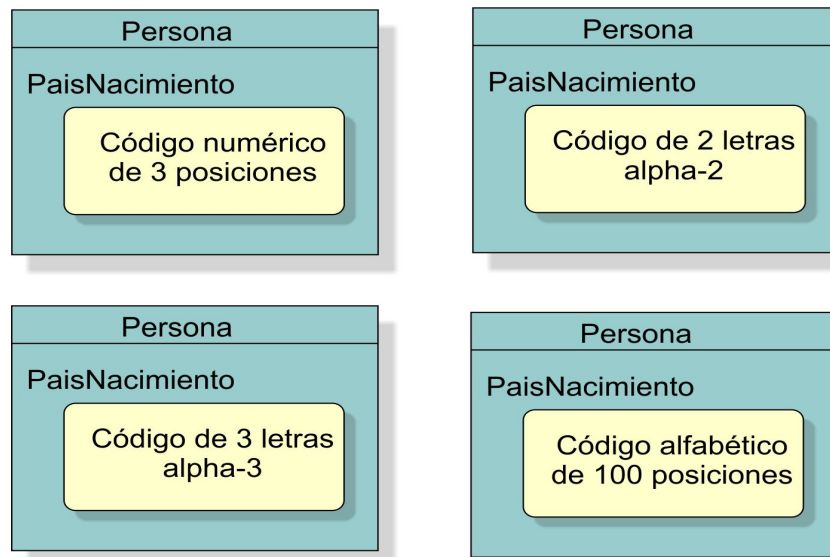 Persona
PaisNacimiento
Código numérico
de 3 posiciones
Persona
PaisNacimiento
Código de 2 letras
alpha-2
Persona
PaisNacimiento
Código de 3 letras
alpha-3
Persona
PaisNacimiento
Código alfabético
de 100 posiciones